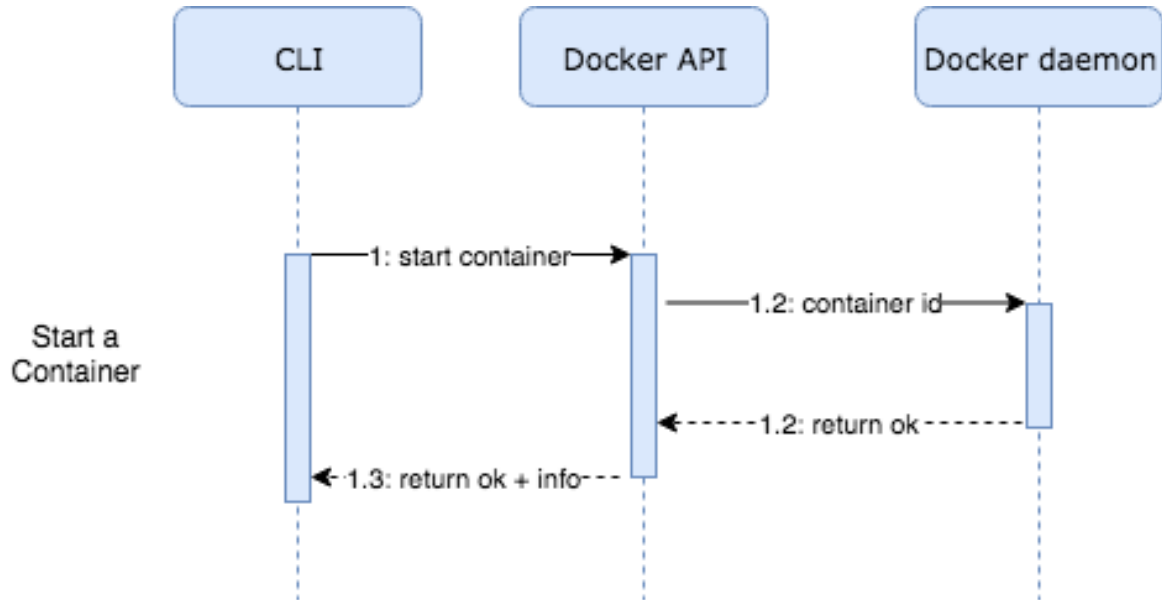 CLI
Docker API
Docker daemon
1: start container
1.2: container id
Start a
Container
1.2: return ok
1.3: return ok + info